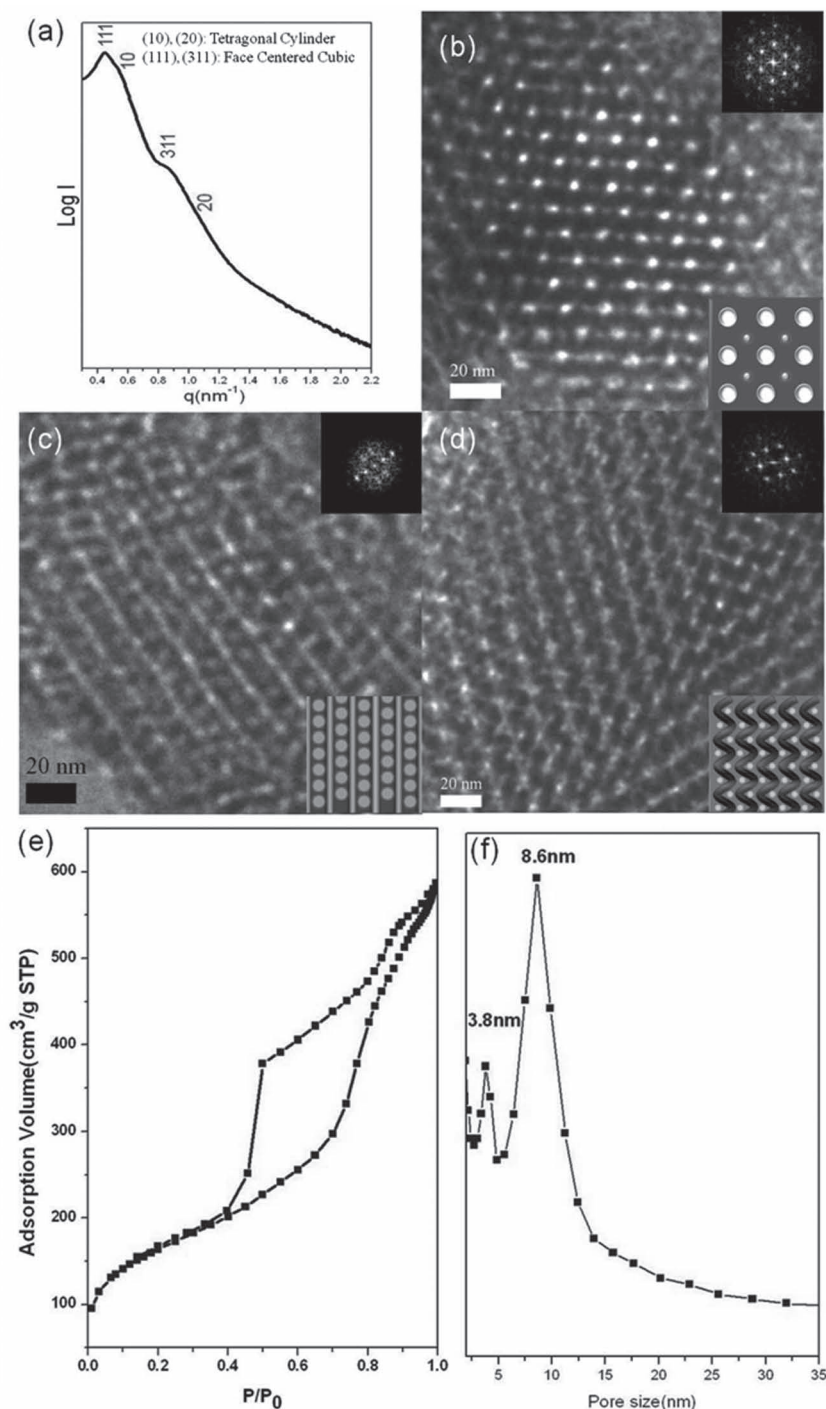 (a)
(10), (20): Tetragonal Cylinder
(111), (311): Face Centered Cubic
111
10
311
20
Log I
0.4 0.6 0.8 1.0 1.2 1.4 1.6 1.8 2.0 2.2
q(nm⁻¹)
(b)
20 nm
(c)
20 nm
(d)
20 nm
(e)
600
500
400
300
200
100
Adsorption Volume(cm³/g STP)
0.0 0.2 0.4 0.6 0.8 1.0
P/P₀
(f)
8.6nm
3.8nm
5 10 15 20 25 30 35
Pore size(nm)